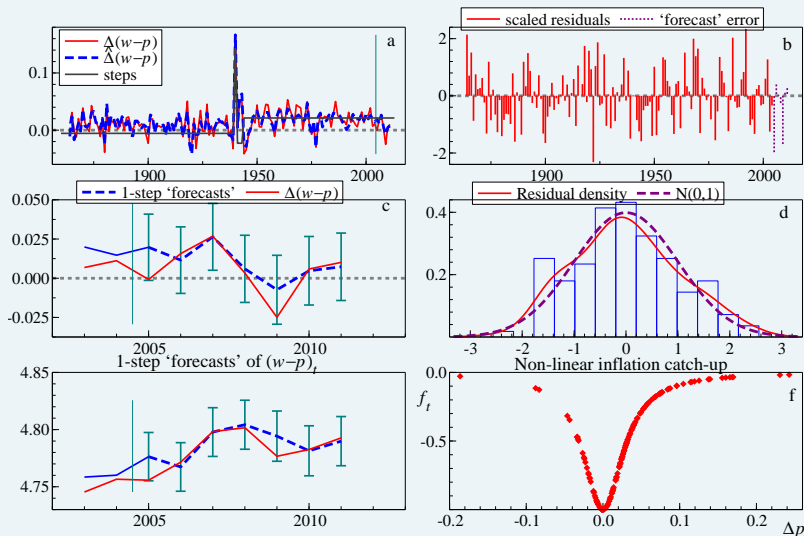 Δ(w−p)
Δ̂(w−p)
steps
a
0.1
0.0
1900
1950
2000
scaled residuals
'forecast' error
b
2
0
-2
1900
1950
2000
1-step 'forecasts'
Δ(w−p)
c
0.050
0.025
0.000
-0.025
2005
2010
Residual density
N(0,1)
d
0.4
0.2
-3
-2
-1
0
1
2
3
1-step 'forecasts' of (w−p)t
4.85
4.80
4.75
2005
2010
Non-linear inflation catch-up
ft
f
0.0
-0.5
-0.2
-0.1
0.0
0.1
0.2
Δp